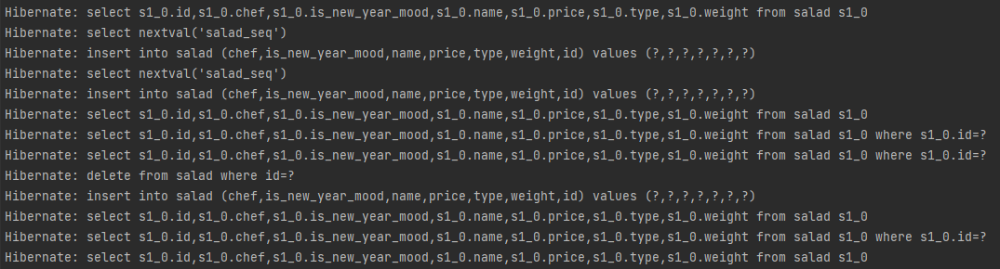 Hibernate: select s1_0.id,s1_0.chef,s1_0.is_new_year_mood,s1_0.name,s1_0.price,s1_0.type,s1_0.weight from salad s1_0
Hibernate: select nextval('salad_seq')
Hibernate: insert into salad (chef,is_new_year_mood,name,price,type,weight,id) values (?,?,?,?,?,?,?)
Hibernate: select nextval('salad_seq')
Hibernate: insert into salad (chef,is_new_year_mood,name,price,type,weight,id) values (?,?,?,?,?,?,?)
Hibernate: select s1_0.id,s1_0.chef,s1_0.is_new_year_mood,s1_0.name,s1_0.price,s1_0.type,s1_0.weight from salad s1_0
Hibernate: select s1_0.id,s1_0.chef,s1_0.is_new_year_mood,s1_0.name,s1_0.price,s1_0.type,s1_0.weight from salad s1_0 where s1_0.id=?
Hibernate: select s1_0.id,s1_0.chef,s1_0.is_new_year_mood,s1_0.name,s1_0.price,s1_0.type,s1_0.weight from salad s1_0 where s1_0.id=?
Hibernate: delete from salad where id=?
Hibernate: insert into salad (chef,is_new_year_mood,name,price,type,weight,id) values (?,?,?,?,?,?,?)
Hibernate: select s1_0.id,s1_0.chef,s1_0.is_new_year_mood,s1_0.name,s1_0.price,s1_0.type,s1_0.weight from salad s1_0
Hibernate: select s1_0.id,s1_0.chef,s1_0.is_new_year_mood,s1_0.name,s1_0.price,s1_0.type,s1_0.weight from salad s1_0 where s1_0.id=?
Hibernate: select s1_0.id,s1_0.chef,s1_0.is_new_year_mood,s1_0.name,s1_0.price,s1_0.type,s1_0.weight from salad s1_0